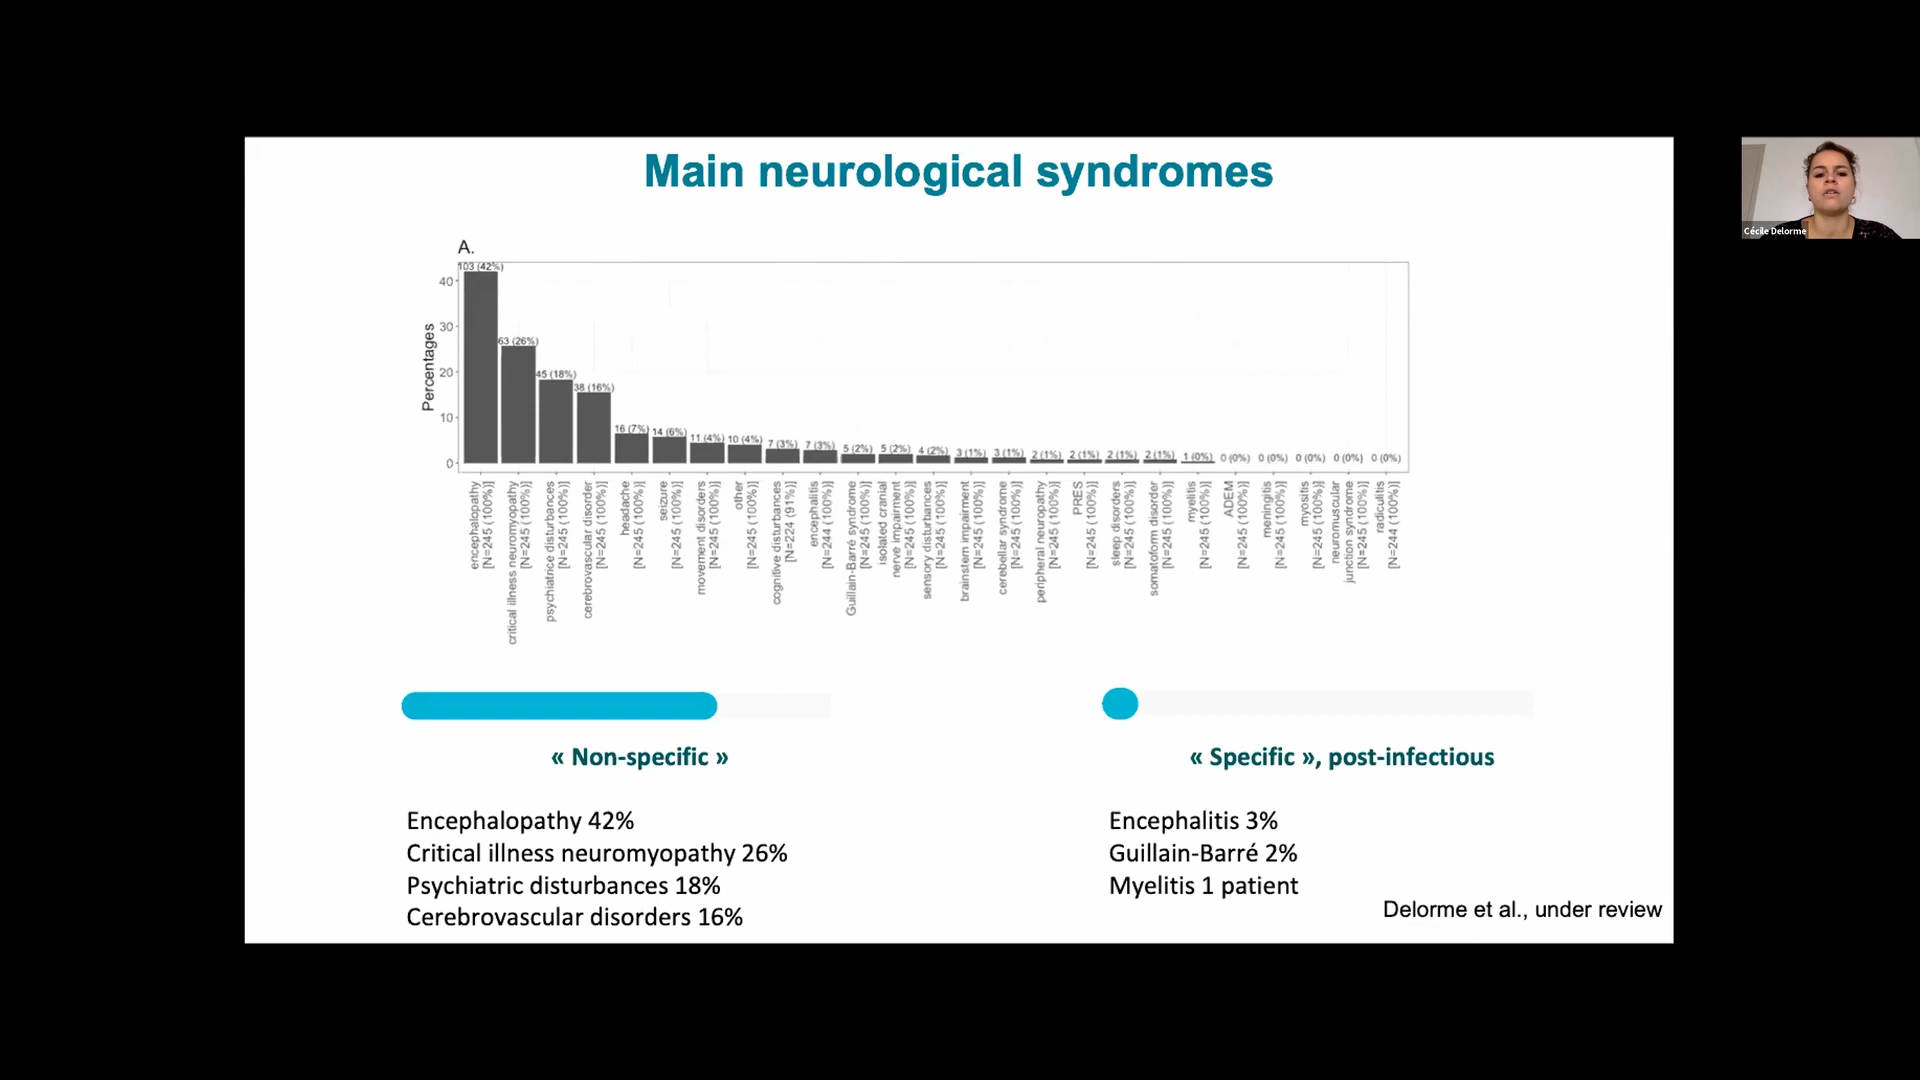 Main neurological syndromes
Cécile Delorme
A.
Percentages
40
30
20
10
0
103 (42%)
63 (26%)
45 (18%)
38 (16%)
16 (7%)
14 (6%)
11 (4%)
10 (4%)
7 (3%)
7 (3%)
5 (2%)
5 (2%)
4 (2%)
3 (1%)
3 (1%)
2 (1%)
2 (1%)
2 (1%)
2 (1%)
1 (0%)
0 (0%)
0 (0%)
0 (0%)
0 (0%)
0 (0%)
encephalopathy
[N=245 (100%)]
critical illness neuromyopathy
[N=245 (100%)]
psychiatrice disturbances
[N=245 (100%)]
cerebrovascular disorder
[N=245 (100%)]
headache
[N=245 (100%)]
seizure
[N=245 (100%)]
movement disorders
[N=245 (100%)]
other
[N=245 (100%)]
cognitive disturbances
[N=224 (91%)]
encephalitis
[N=244 (100%)]
Guillain-Barré syndrome
[N=245 (100%)]
isolated cranial
nerve impairment
[N=245 (100%)]
sensory disturbances
[N=245 (100%)]
brainstem impairment
[N=245 (100%)]
cerebellar syndrome
[N=245 (100%)]
peripheral neuropathy
[N=245 (100%)]
PRES
[N=245 (100%)]
sleep disorders
[N=245 (100%)]
somatoform disorder
[N=245 (100%)]
myelitis
[N=245 (100%)]
ADEM
[N=245 (100%)]
meningitis
[N=245 (100%)]
myositis
[N=245 (100%)]
neuromuscular
junction syndrome
[N=245 (100%)]
radiculitis
[N=244 (100%)]
« Non-specific »
Encephalopathy 42%
Critical illness neuromyopathy 26%
Psychiatric disturbances 18%
Cerebrovascular disorders 16%
« Specific », post-infectious
Encephalitis 3%
Guillain-Barré 2%
Myelitis 1 patient
Delorme et al., under review